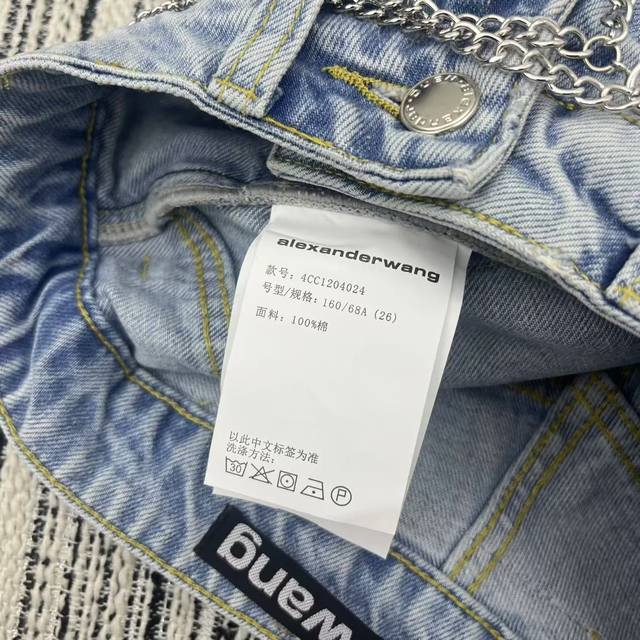 alexanderwang
款号: 4CC1204024
号型/规格: 160/68A (26)
面料: 100%棉
以此中文标签为准
洗涤方法:
30
P
wang